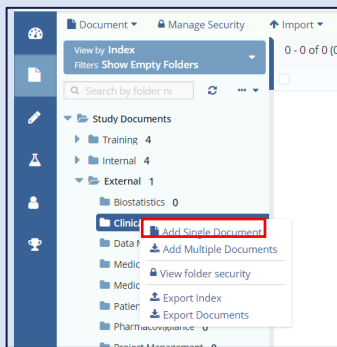 Document Manage Security Import
View by Index
Filters Show Empty Folders
0 - 0 of 0 (0
Search by folder na
Study Documents
Training 4
Internal 4
External 1
Biostatistics 0
Clinica
Add Single Document
Data M
Add Multiple Documents
Medic
View folder security
Medic
Export Index
Patien
Export Documents
Pharmacovigilance 0
Project Management 0